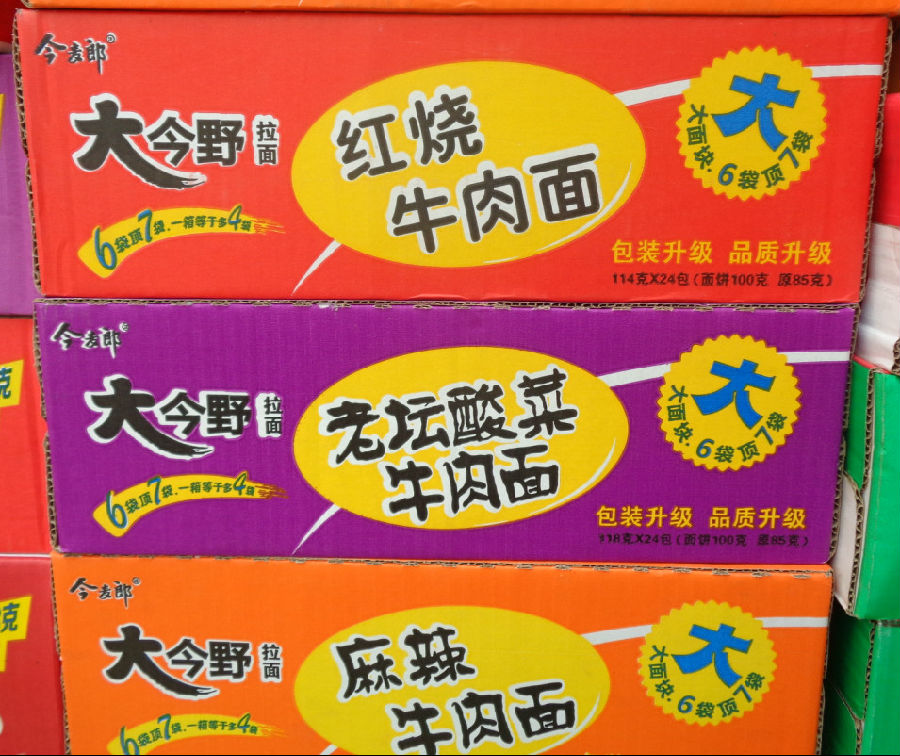 今麦郎
大今野拉面
6袋顶7袋.一箱等于多4袋
红烧
牛肉面
大
大面块·6袋顶7袋
包装升级 品质升级
114克X24包(面饼100克 原85克)
今麦郎
大今野拉面
6袋顶7袋.一箱等于多4袋
老坛酸菜
牛肉面
大
大面块·6袋顶7袋
包装升级 品质升级
118克X24包(面饼100克 原85克)
今麦郎
大今野拉面
6袋顶7袋.一箱等于多4袋
麻辣
牛肉面
大
大面块·6袋顶7袋
克
克